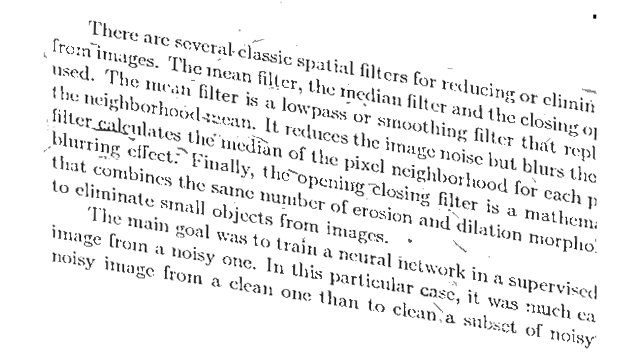 There are several classic spatial filters for reducing or elimin
from images. The mean filter, the median filter and the closing op
used. The mean filter is a lowpass or smoothing filter that repl
the neighborhood mean. It reduces the image noise but blurs the
filter calculates the median of the pixel neighborhood for each p
blurring effect. Finally, the opening closing filter is a mathema
that combines the same number of erosion and dilation morpho
to eliminate small objects from images.
The main goal was to train a neural network in a supervised
image from a noisy one. In this particular case, it was much ea
noisy image from a clean one than to clean a subset of noisy